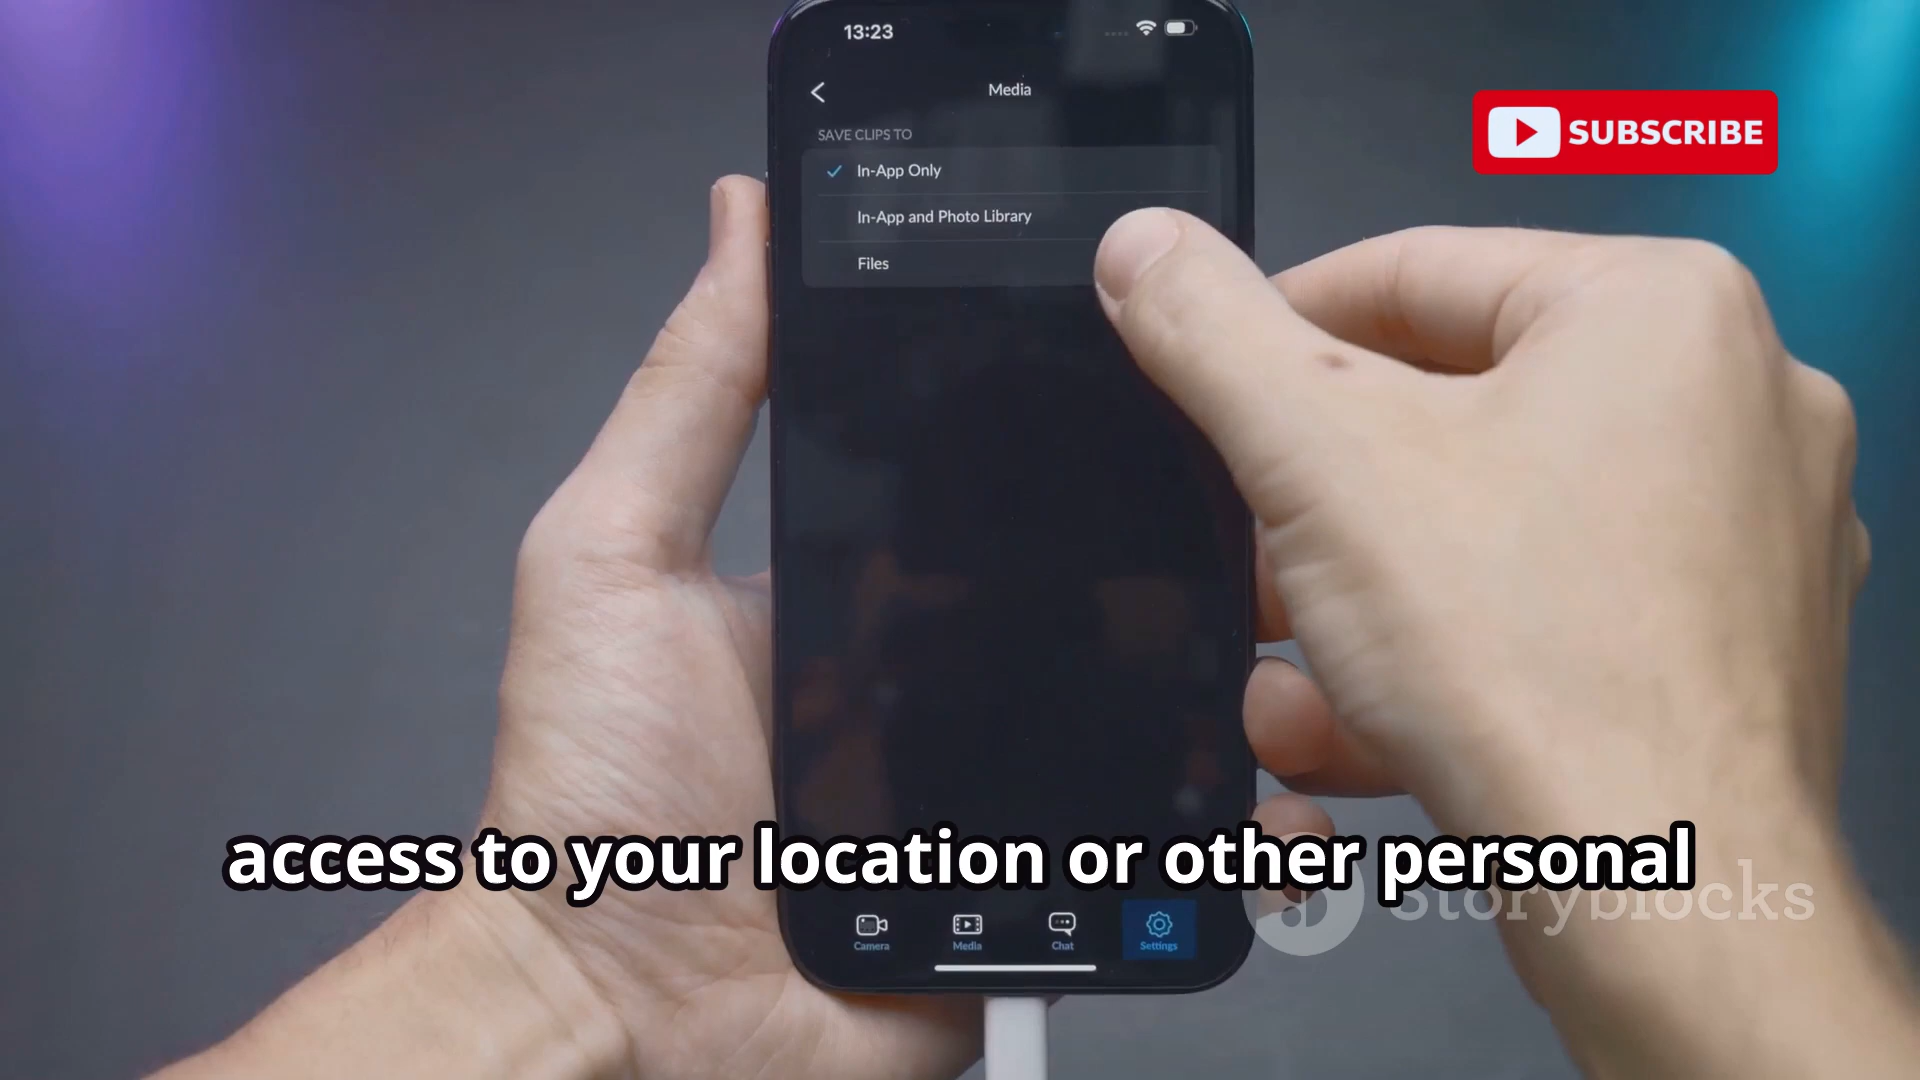 13:23
Media
SUBSCRIBE
SAVE CLIPS TO
In-App Only
In-App and Photo Library
Files
access to your location or other personal
Storyblocks
Camera
Media
Chat
Settings